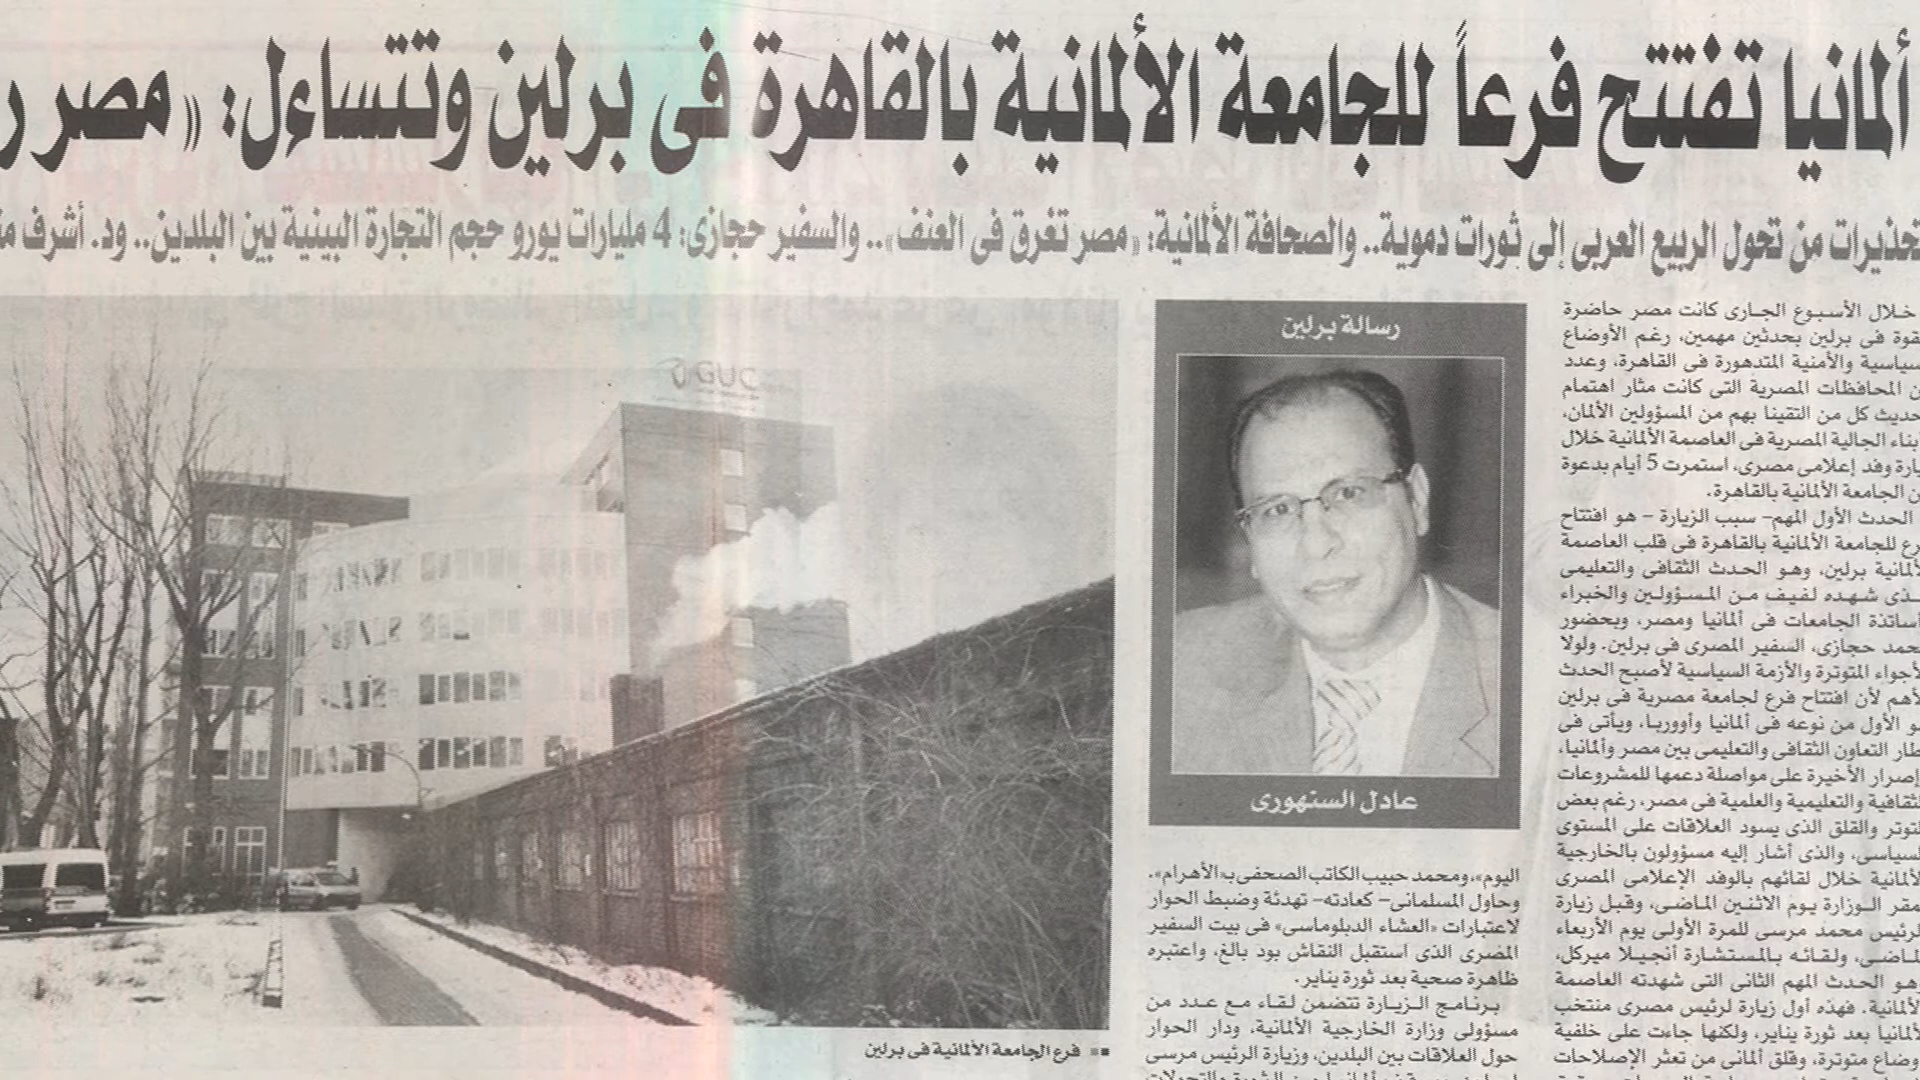 ألمانيا تفتتح فرعاً للجامعة الألمانية بالقاهرة فى برلين وتتساءل: «مصر
تحذيرات من تحول الربيع العربى إلى ثورات دموية.. والصحافة الألمانية: «مصر تغرق فى العنف».. والسفير حجازى: 4 مليارات يورو حجم التجارة البينية بين البلدين.. ود. أشرف
خلال الأسبوع الجارى كانت مصر حاضرة
بقوة فى برلين بحدثين مهمين، رغم الأوضاع
السياسية والأمنية المتدهورة فى القاهرة، وعدد
من المحافظات المصرية التى كانت مثار اهتمام
وحديث كل من التقينا بهم من المسؤولين الألمان،
وأبناء الجالية المصرية فى العاصمة الألمانية خلال
زيارة وفد إعلامى مصرى، استمرت 5 أيام بدعوة
من الجامعة الألمانية بالقاهرة.
الحدث الأول المهم– سبب الزيارة – هو افتتاح
فرع للجامعة الألمانية بالقاهرة فى قلب العاصمة
الألمانية برلين، وهو الحدث الثقافى والتعليمى
الذى شهده لفيف من المسؤولين والخبراء
وأساتذة الجامعات فى ألمانيا ومصر، وبحضور
محمد حجازى، السفير المصرى فى برلين. ولولا
الأجواء المتوترة والأزمة السياسية لأصبح الحدث
الأهم لأن افتتاح فرع لجامعة مصرية فى برلين
هو الأول من نوعه فى ألمانيا وأووربا، ويأتى فى
إطار التعاون الثقافى والتعليمى بين مصر وألمانيا،
وإصرار الأخيرة على مواصلة دعمها للمشروعات
الثقافية والتعليمية والعلمية فى مصر، رغم بعض
التوتر والقلق الذى يسود العلاقات على المستوى
السياسى، والذى أشار إليه مسؤولون بالخارجية
الألمانية خلال لقائهم بالوفد الإعلامى المصرى
بمقر الوزارة يوم الاثنين الماضى، وقبل زيارة
الرئيس محمد مرسى للمرة الأولى يوم الأربعاء
الماضى، ولقائه بالمستشارة أنجيلا ميركل،
وهو الحدث المهم الثانى التى شهدته العاصمة
الألمانية. فهذه أول زيارة لرئيس مصرى منتخب
لألمانيا بعد ثورة يناير، ولكنها جاءت على خلفية
أوضاع متوترة، وقلق ألمانى من تعثر الإصلاحات
رسالة برلين
عادل السنهورى
اليوم»، ومحمد حبيب الكاتب الصحفى بـ«الأهرام».
وحاول المسلمانى– كعادته– تهدئة وضبط الحوار
لاعتبارات «العشاء الدبلوماسى» فى بيت السفير
المصرى الذى استقبل النقاش بود بالغ، واعتبره
ظاهرة صحية بعد ثورة يناير.
برنامج الزيارة تتضمن لقاء مع عدد من
مسؤولى وزارة الخارجية الألمانية، ودار الحوار
حول العلاقات بين البلدين، وزيارة الرئيس مرسى
GUC
فرع الجامعة الألمانية فى برلين